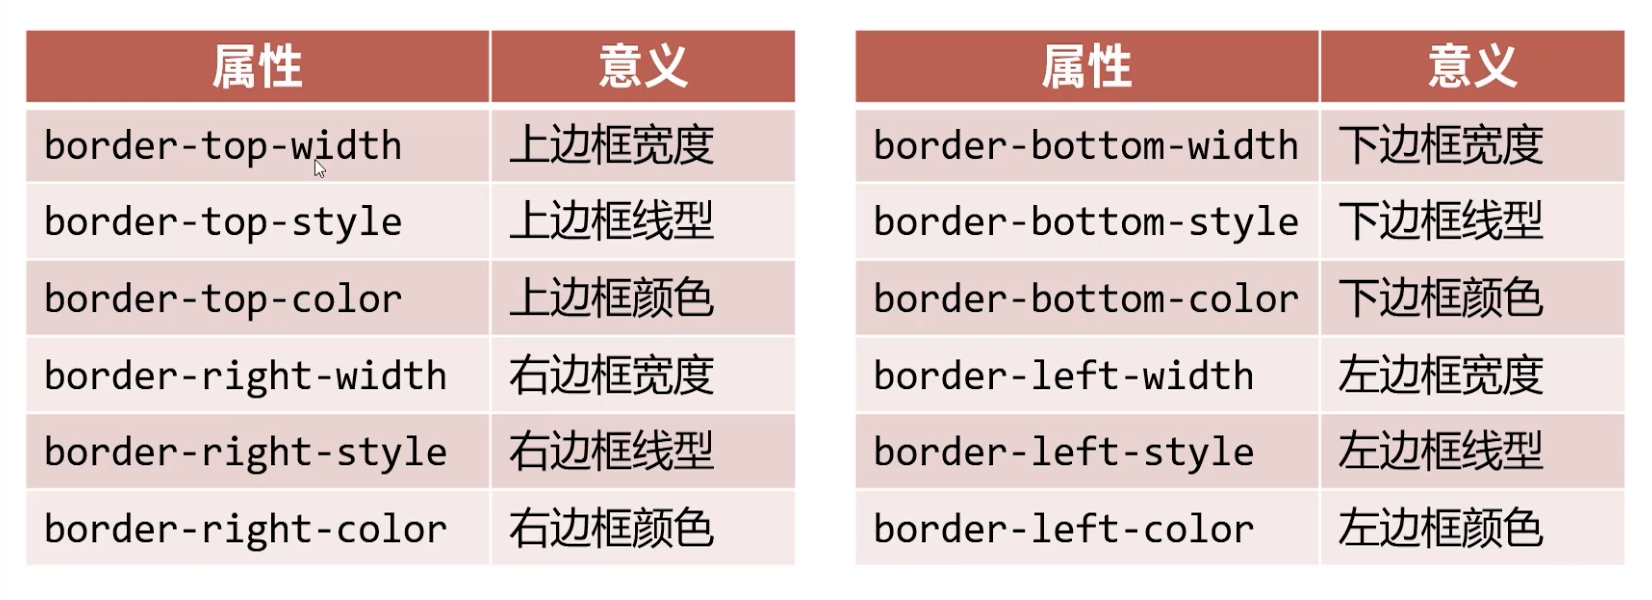 属性 意义
border-top-width 上边框宽度
border-top-style 上边框线型
border-top-color 上边框颜色
border-right-width 右边框宽度
border-right-style 右边框线型
border-right-color 右边框颜色
属性 意义
border-bottom-width 下边框宽度
border-bottom-style 下边框线型
border-bottom-color 下边框颜色
border-left-width 左边框宽度
border-left-style 左边框线型
border-left-color 左边框颜色